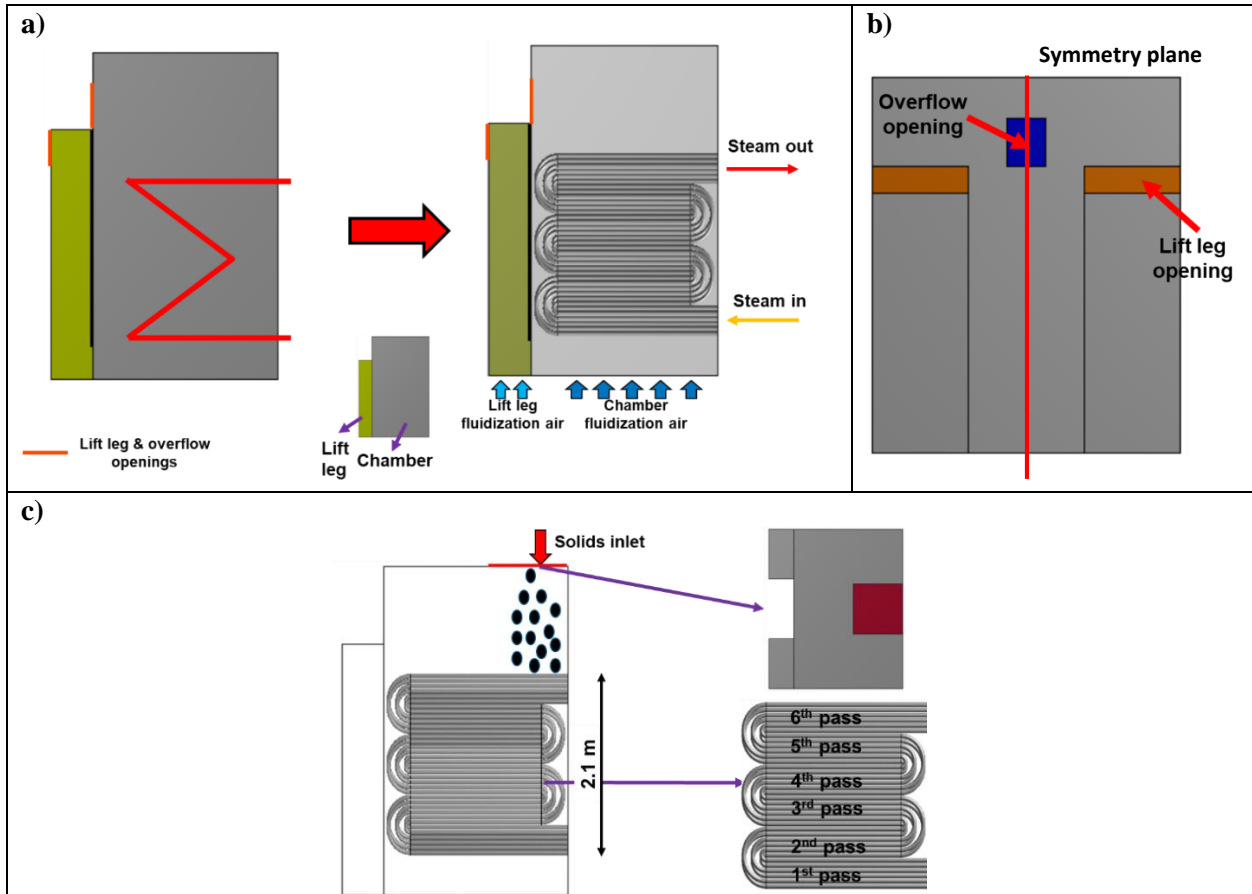 a)
Steam out
Steam in
Lift leg
fluidization air
Chamber
fluidization air
Lift leg & overflow
openings
Lift
leg
Chamber
b)
Symmetry plane
Overflow
opening
Lift leg
opening
c)
Solids inlet
2.1 m
6th pass
5th pass
4th pass
3rd pass
2nd pass
1st pass